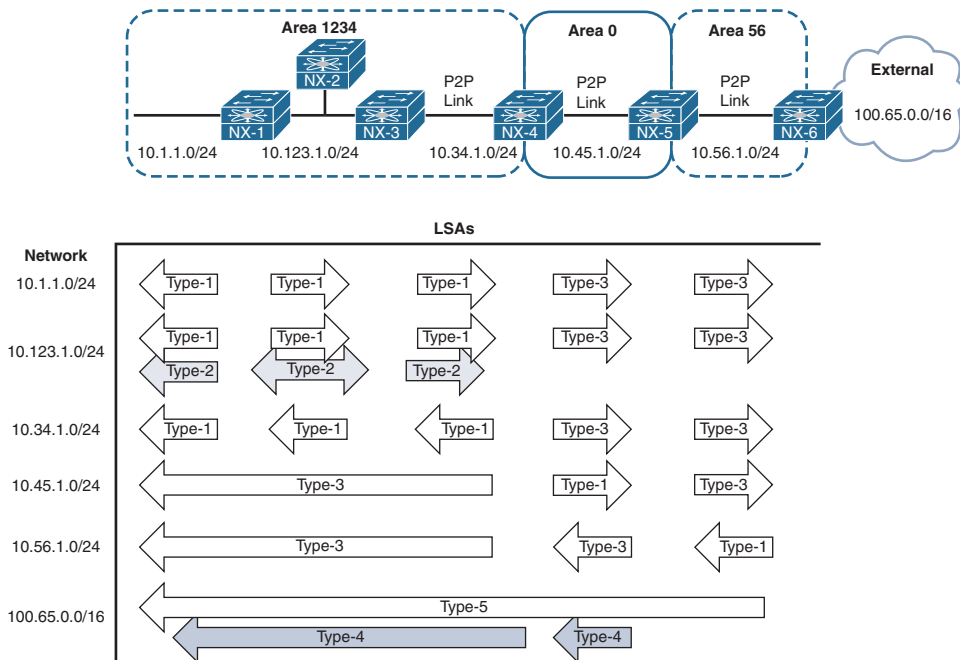 Area 1234
Area 0
Area 56
External
100.65.0.0/16
NX-2
P2P
Link
P2P
Link
P2P
Link
NX-1
NX-3
NX-4
NX-5
NX-6
10.1.1.0/24
10.123.1.0/24
10.34.1.0/24
10.45.1.0/24
10.56.1.0/24
LSAs
Network
10.1.1.0/24
Type-1
Type-1
Type-1
Type-3
Type-3
10.123.1.0/24
Type-1
Type-1
Type-1
Type-3
Type-3
Type-2
Type-2
Type-2
10.34.1.0/24
Type-1
Type-1
Type-1
Type-3
Type-3
10.45.1.0/24
Type-3
Type-1
Type-3
10.56.1.0/24
Type-3
Type-3
Type-1
100.65.0.0/16
Type-5
Type-4
Type-4